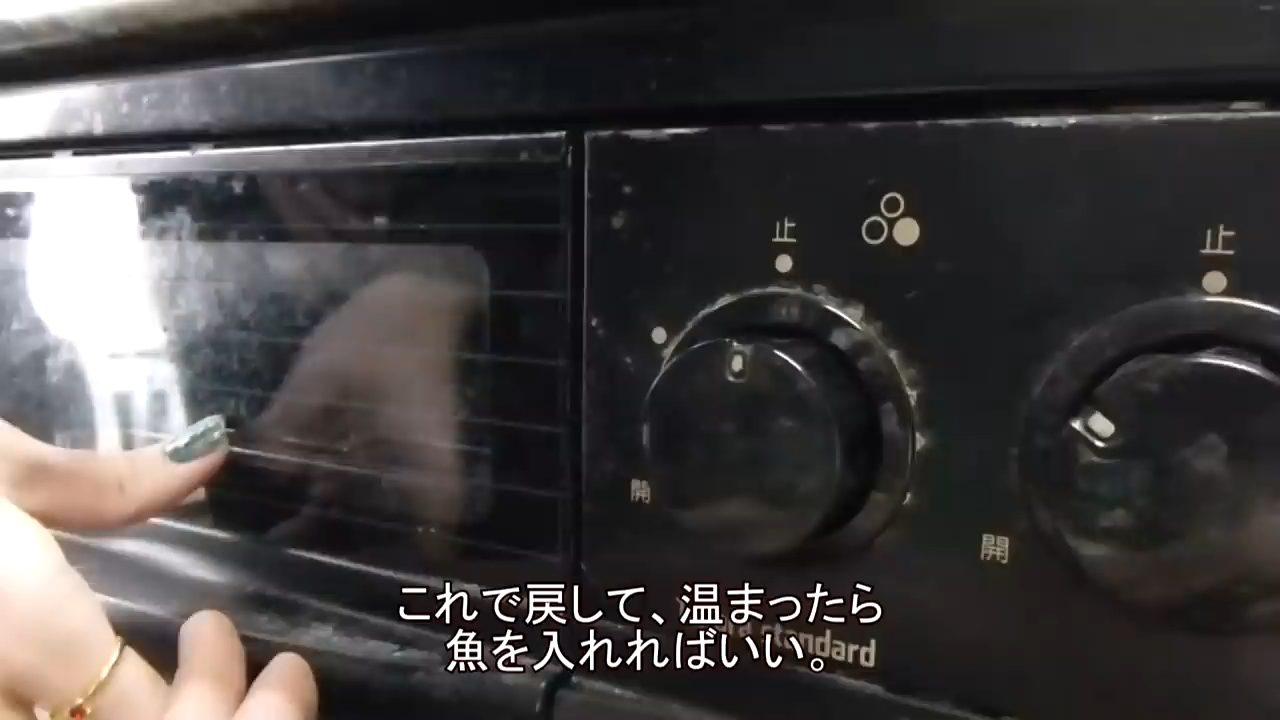 止
止
開
開
これで戻して、温まったら
魚を入れればいい。
standard